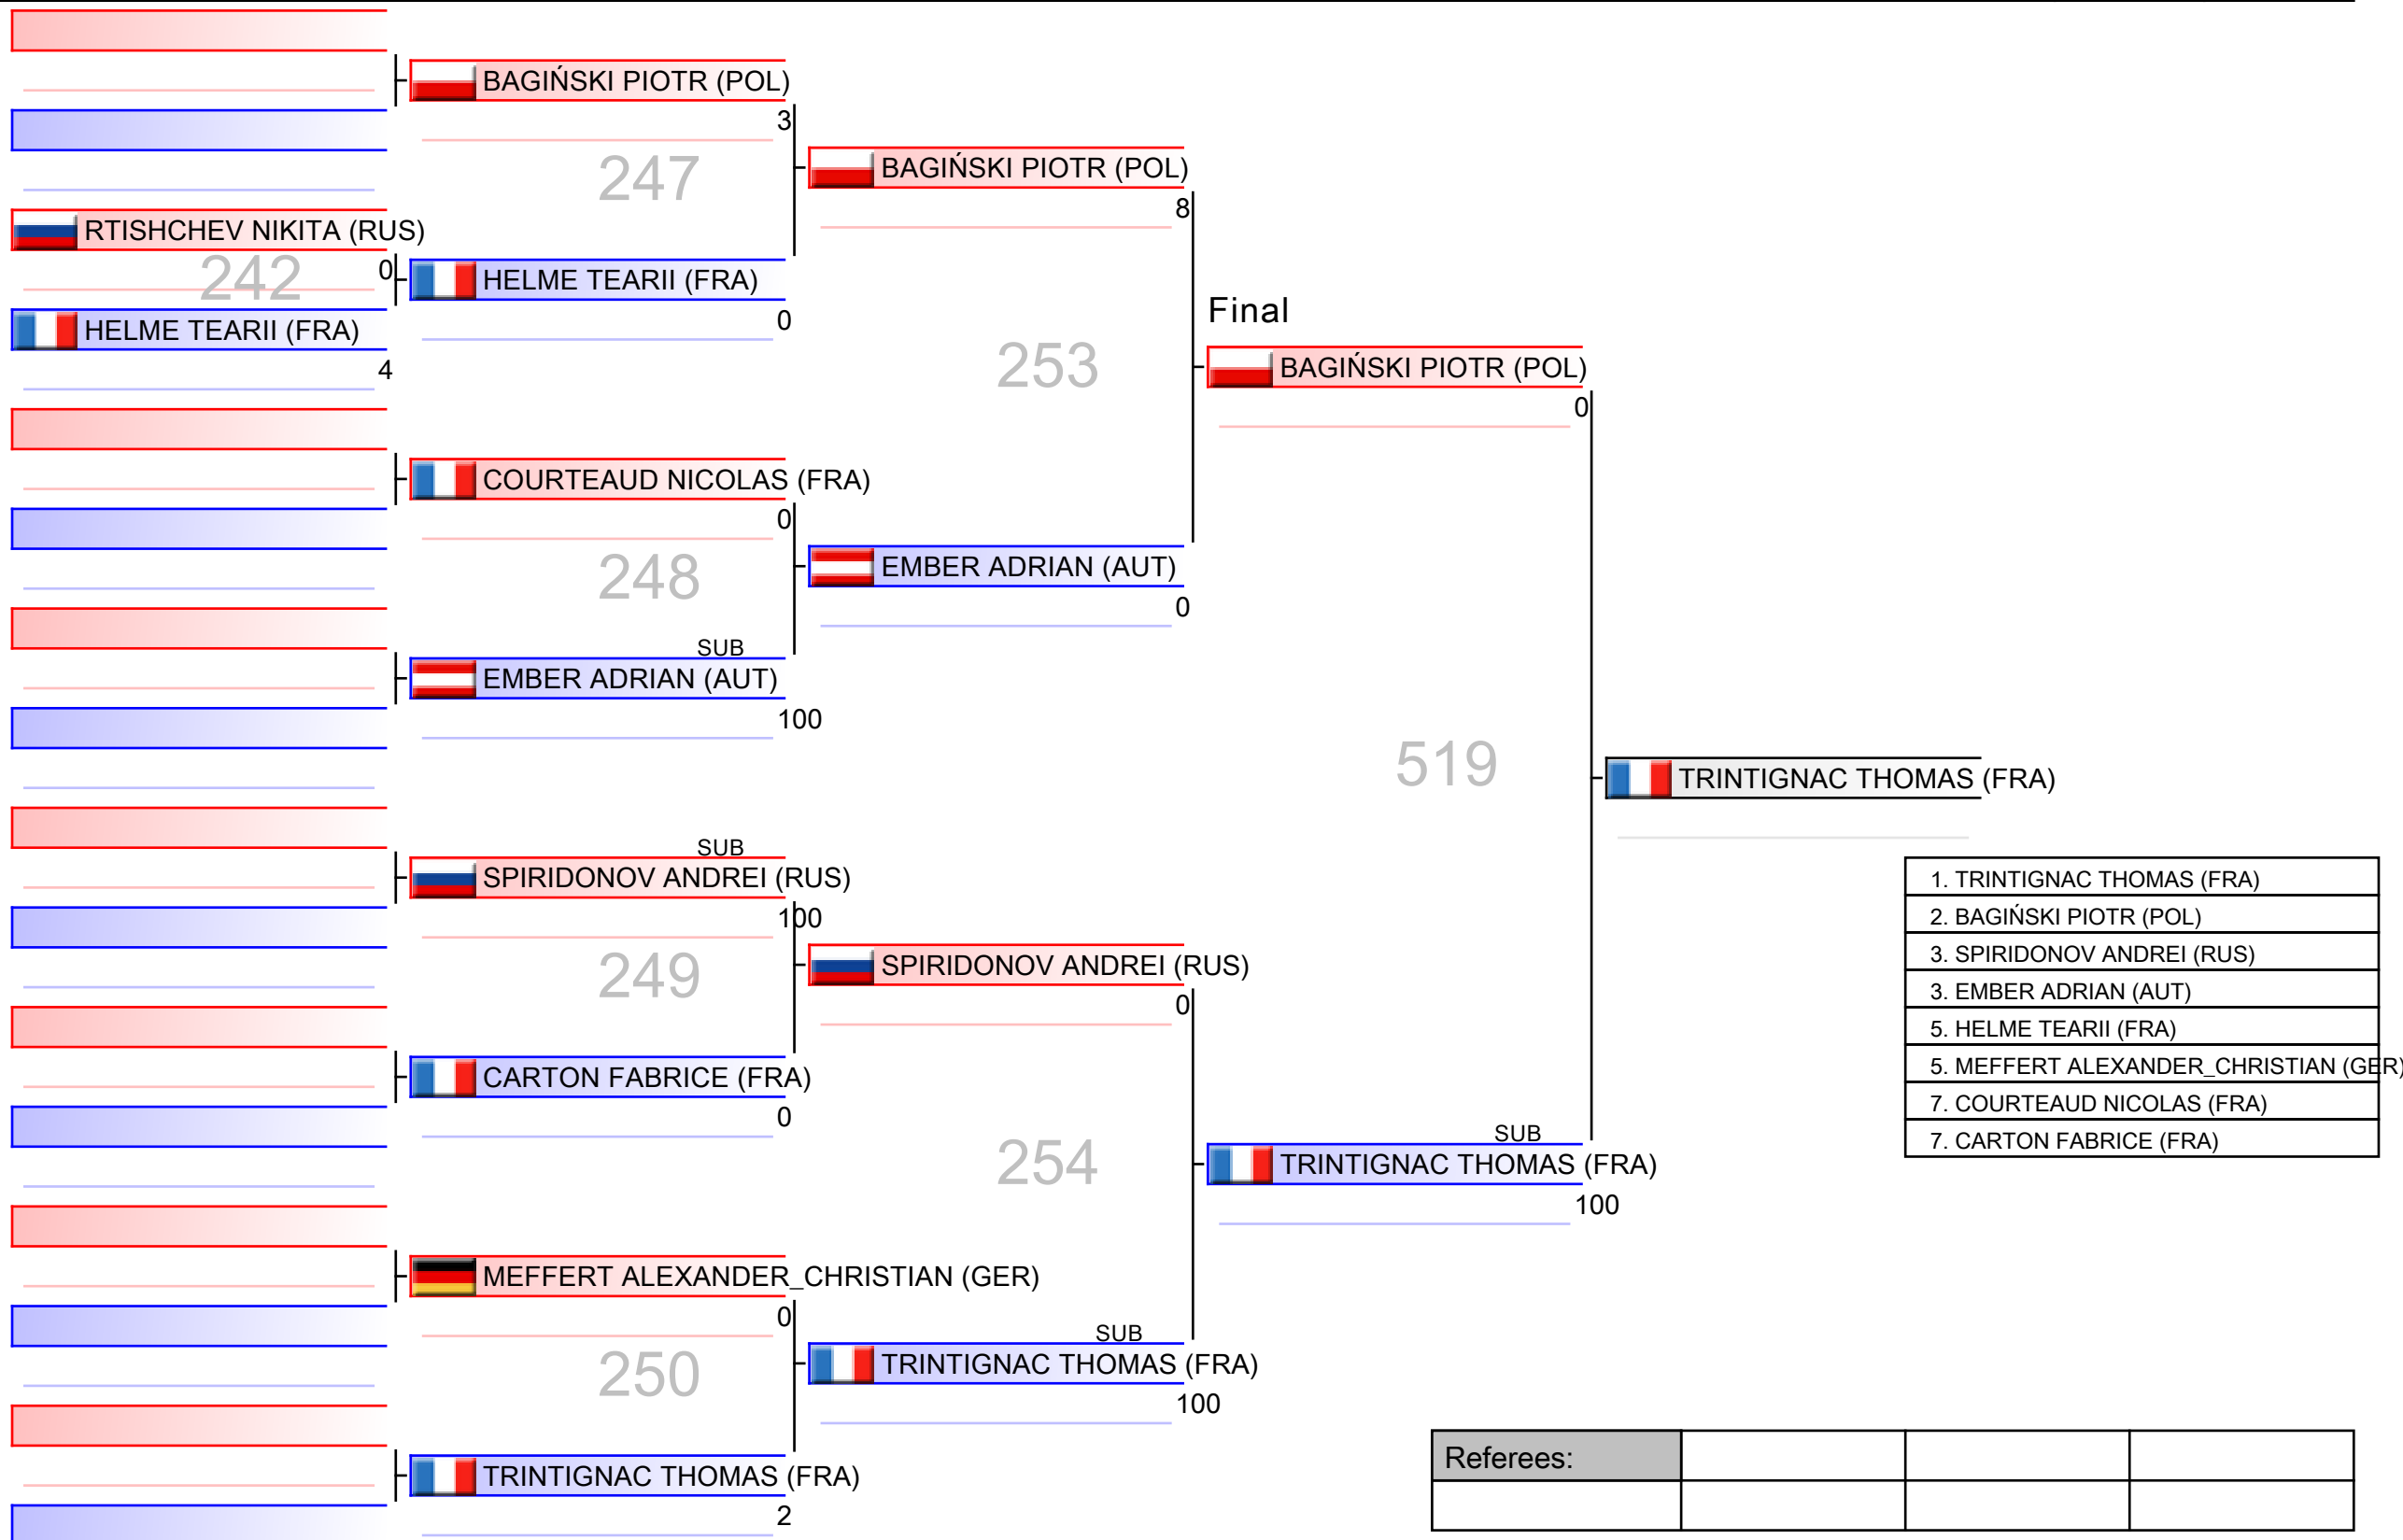 BAGIŃSKI PIOTR (POL)
3
247
BAGIŃSKI PIOTR (POL)
8
RTISHCHEV NIKITA (RUS)
0
242
HELME TEARII (FRA)
0
HELME TEARII (FRA)
4
Final
253
BAGIŃSKI PIOTR (POL)
0
COURTEAUD NICOLAS (FRA)
0
248
EMBER ADRIAN (AUT)
0
SUB
EMBER ADRIAN (AUT)
100
519
TRINTIGNAC THOMAS (FRA)
SUB
SPIRIDONOV ANDREI (RUS)
100
249
SPIRIDONOV ANDREI (RUS)
0
CARTON FABRICE (FRA)
0
254
SUB
TRINTIGNAC THOMAS (FRA)
100
MEFFERT ALEXANDER_CHRISTIAN (GER)
0
250
SUB
TRINTIGNAC THOMAS (FRA)
100
TRINTIGNAC THOMAS (FRA)
2
1. TRINTIGNAC THOMAS (FRA)
2. BAGIŃSKI PIOTR (POL)
3. SPIRIDONOV ANDREI (RUS)
3. EMBER ADRIAN (AUT)
5. HELME TEARII (FRA)
5. MEFFERT ALEXANDER_CHRISTIAN (GER)
7. COURTEAUD NICOLAS (FRA)
7. CARTON FABRICE (FRA)
Referees: